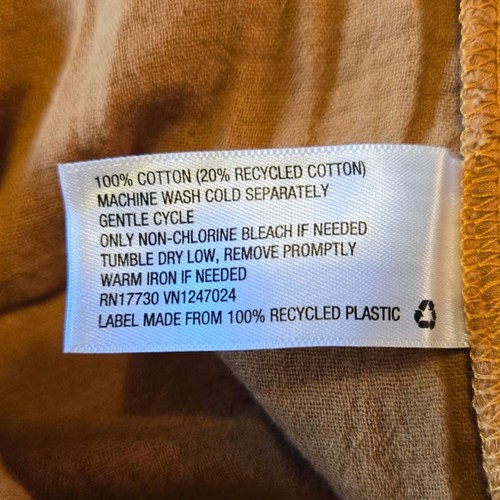 100% COTTON (20% RECYCLED COTTON)
MACHINE WASH COLD SEPARATELY
GENTLE CYCLE
ONLY NON-CHLORINE BLEACH IF NEEDED
TUMBLE DRY LOW, REMOVE PROMPTLY
WARM IRON IF NEEDED
RN17730 VN1247024
LABEL MADE FROM 100% RECYCLED PLASTIC